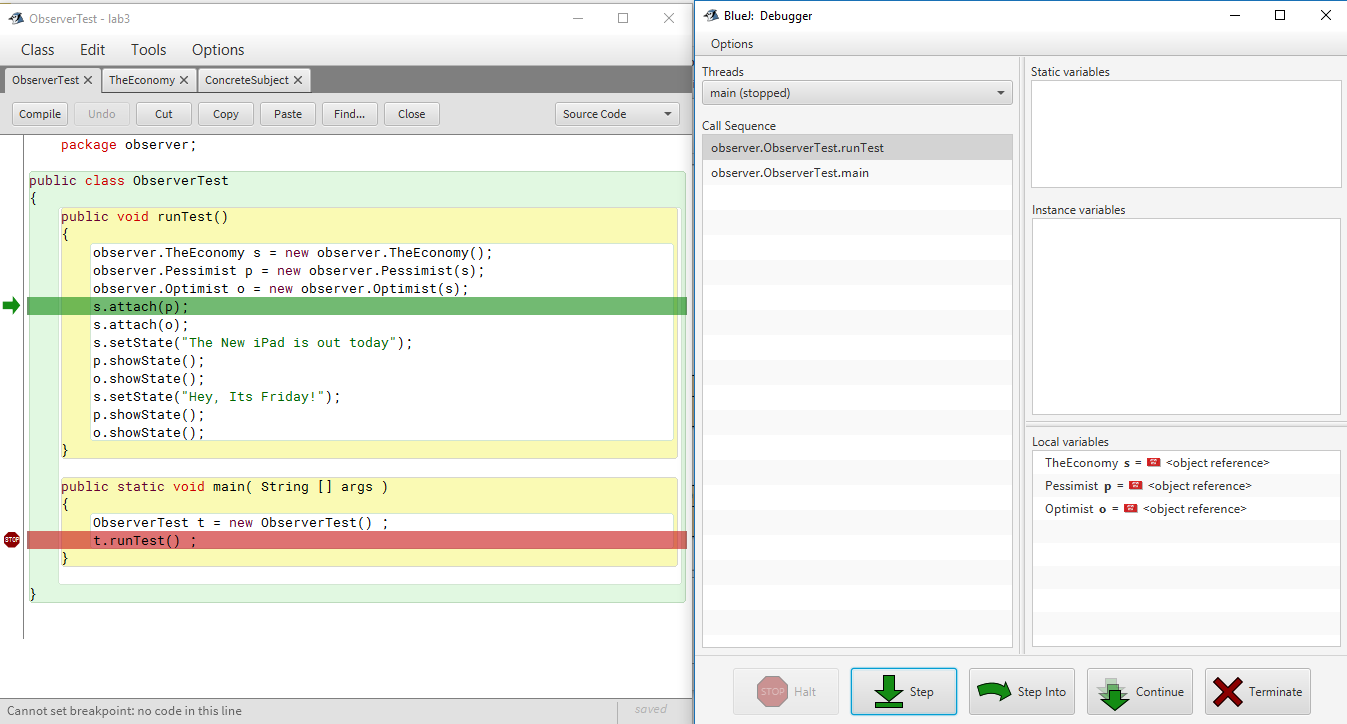 ObserverTest - lab3
Class Edit Tools Options
ObserverTest TheEconomy ConcreteSubject
Compile Undo Cut Copy Paste Find... Close Source Code
package observer;
public class ObserverTest
{
public void runTest()
{
observer.TheEconomy s = new observer.TheEconomy();
observer.Pessimist p = new observer.Pessimist(s);
observer.Optimist o = new observer.Optimist(s);
s.attach(p);
s.attach(o);
s.setState("The New iPad is out today");
p.showState();
o.showState();
s.setState("Hey, Its Friday!");
p.showState();
o.showState();
}
public static void main( String [] args )
{
ObserverTest t = new ObserverTest() ;
STOP t.runTest() ;
}
}
Cannot set breakpoint: no code in this line saved
BlueJ: Debugger
Options
Threads
main (stopped)
Call Sequence
observer.ObserverTest.runTest
observer.ObserverTest.main
Static variables
Instance variables
Local variables
TheEconomy s = <object reference>
Pessimist p = <object reference>
Optimist o = <object reference>
STOP Halt Step Step Into Continue Terminate